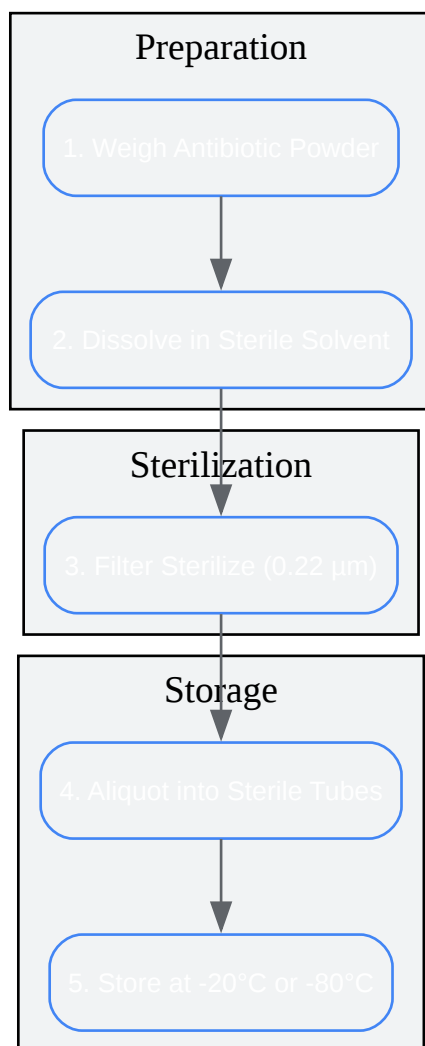 Preparation
1. Weigh Antibiotic Powder
2. Dissolve in Sterile Solvent
Sterilization
3. Filter Sterilize (0.22 µm)
Storage
4. Aliquot into Sterile Tubes
5. Store at -20°C or -80°C